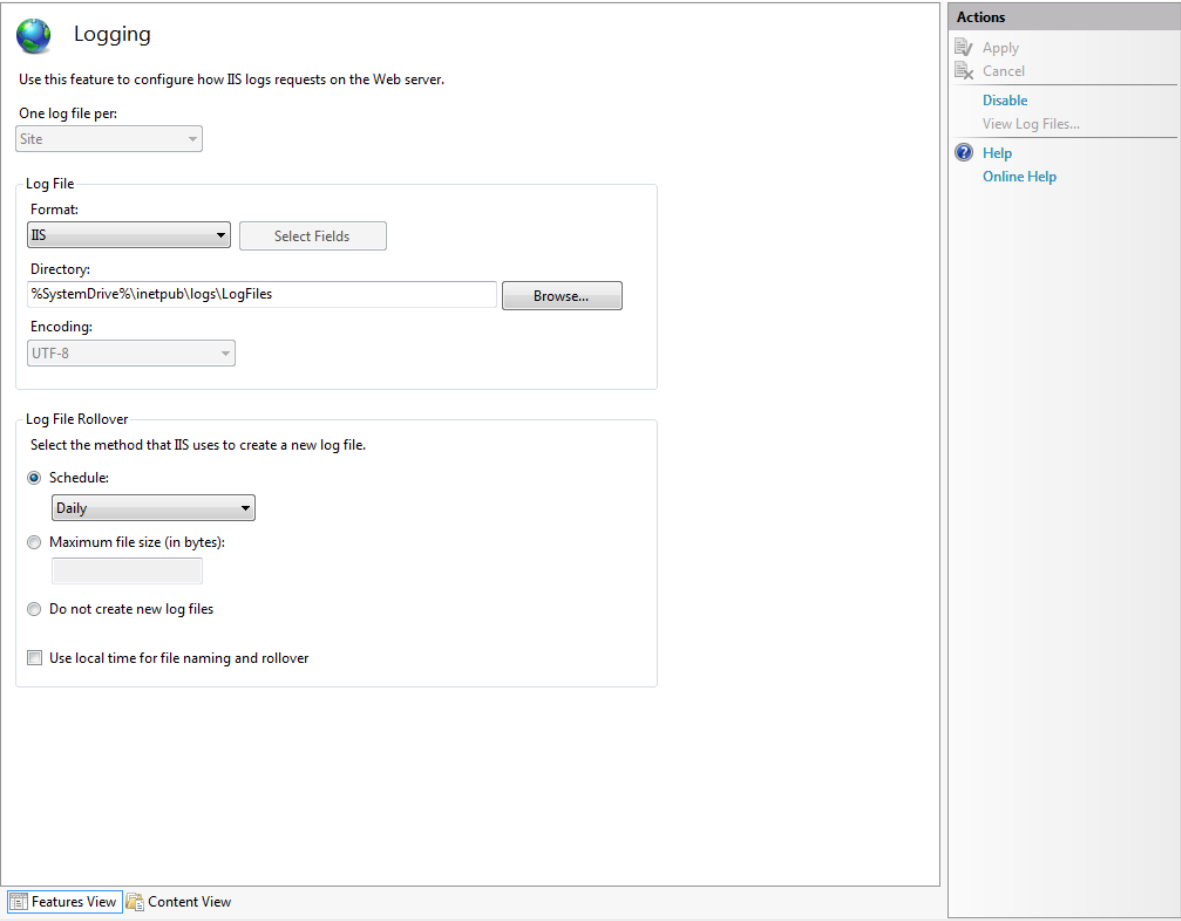 Logging
Use this feature to configure how IIS logs requests on the Web server.
One log file per:
Site
Log File
Format:
IIS
Select Fields
Directory:
%SystemDrive%\inetpub\logs\LogFiles
Browse...
Encoding:
UTF-8
Log File Rollover
Select the method that IIS uses to create a new log file.
Schedule:
Daily
Maximum file size (in bytes):
Do not create new log files
Use local time for file naming and rollover
Features View
Content View
Actions
Apply
Cancel
Disable
View Log Files...
Help
Online Help